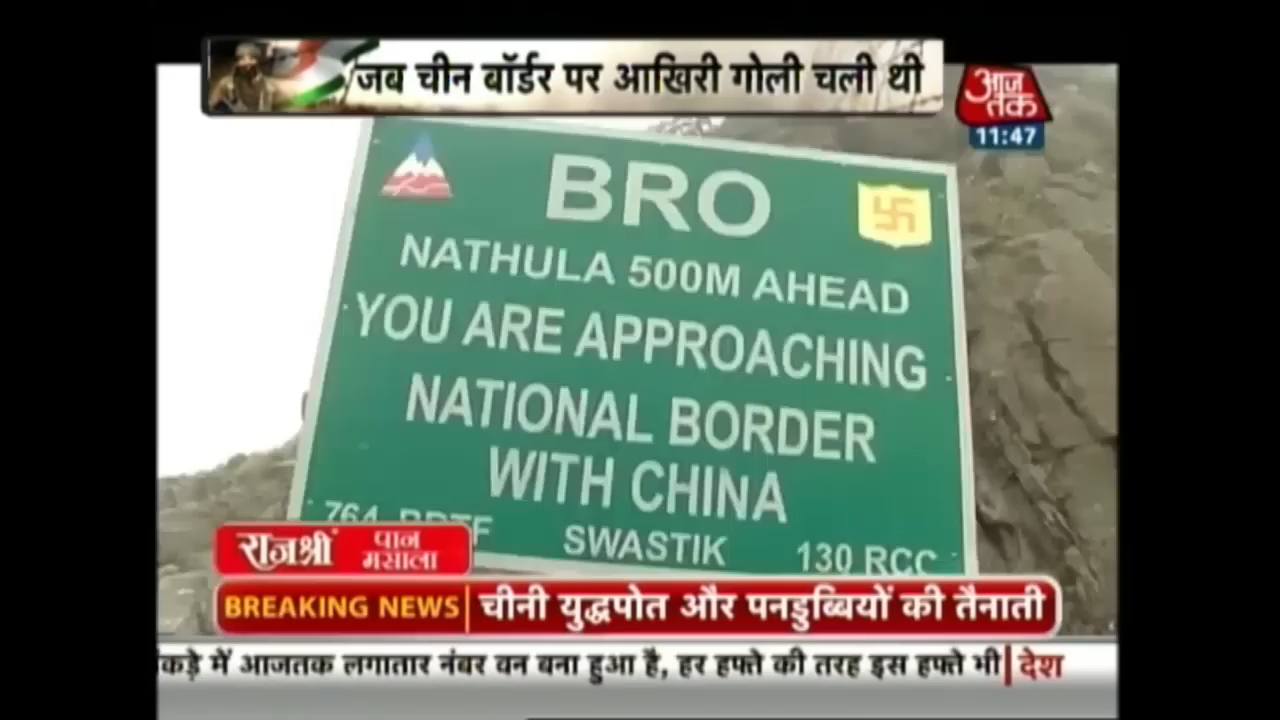 जब चीन बॉर्डर पर आखिरी गोली चली थी
आज
तक
11:47
BRO
NATHULA 500M AHEAD
YOU ARE APPROACHING
NATIONAL BORDER
WITH CHINA
764 BRTF
SWASTIK
130 RCC
राजश्री
पान
मसाला
BREAKING NEWS
चीनी युद्धपोत और पनडुब्बियों की तैनाती
में आजतक लगातार नंबर वन बना हुआ है, हर हफ्ते की तरह इस हफ्ते भी
देश